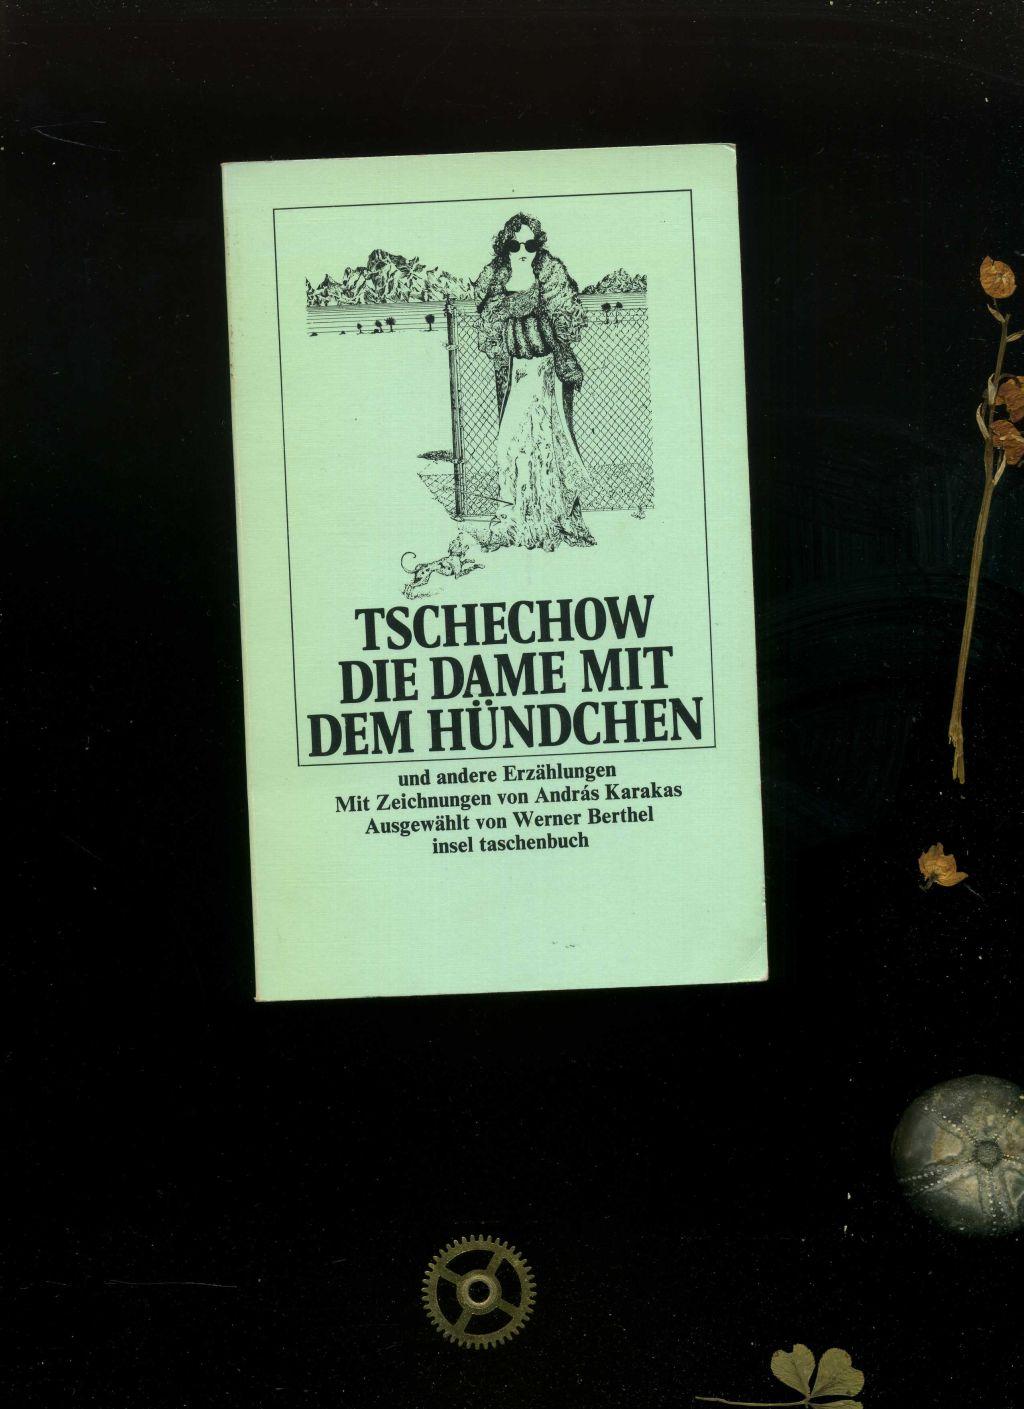 TSCHECHOW
DIE DAME MIT
DEM HÜNDCHEN
und andere Erzählungen
Mit Zeichnungen von András Karakas
Ausgewählt von Werner Berthel
insel taschenbuch